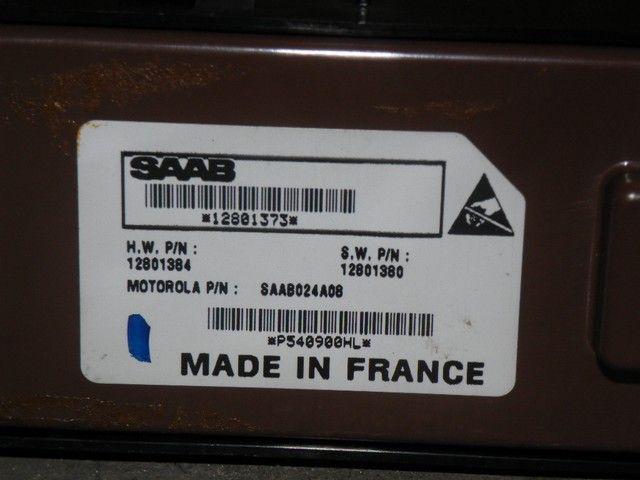 SAAB
*12801373*
H.W. P/N : S.W. P/N :
12801384 12801380
MOTOROLA P/N : SAAB024A08
*P540900HL*
MADE IN FRANCE